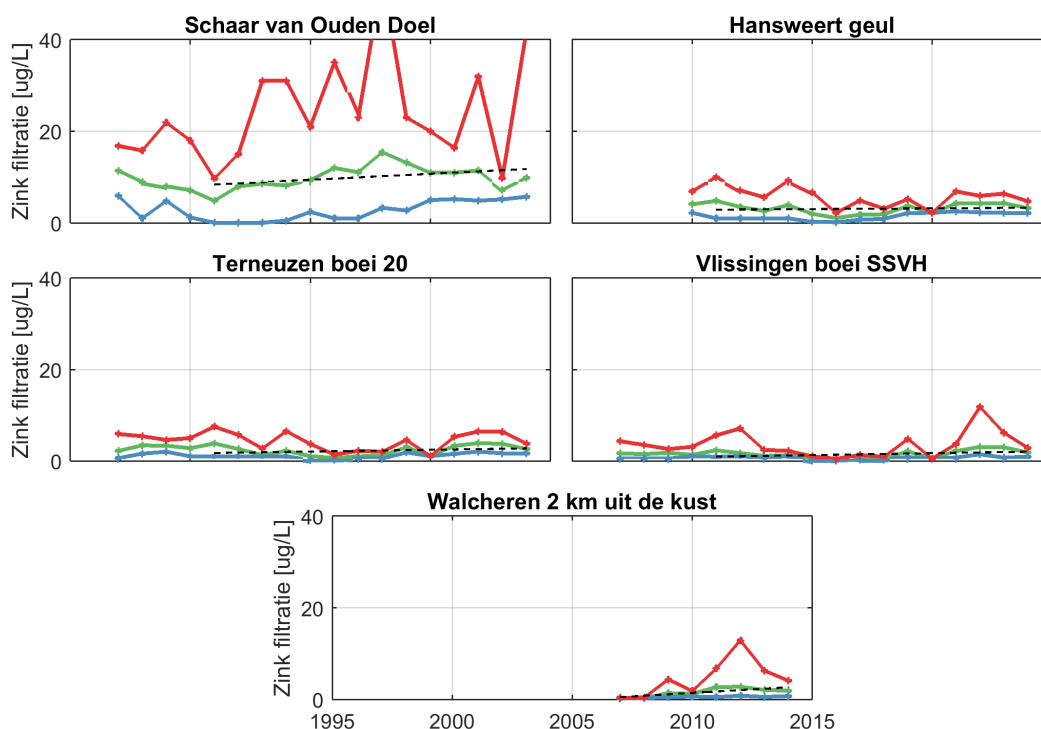 Schaar van Ouden Doel
Hansweert geul
Zink filtratie [ug/L]
40
20
0
Terneuzen boei 20
Vlissingen boei SSVH
Zink filtratie [ug/L]
40
20
0
Walcheren 2 km uit de kust
Zink filtratie [ug/L]
40
20
0
1995 2000 2005 2010 2015